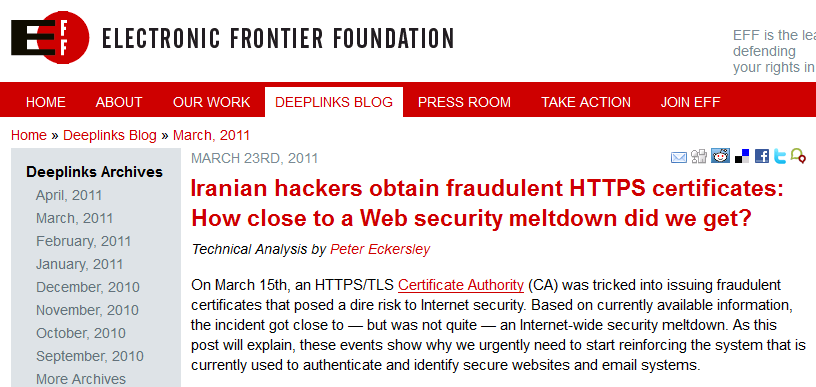 EFF ELECTRONIC FRONTIER FOUNDATION
EFF is the lea
defending
your rights in
HOME ABOUT OUR WORK DEEPLINKS BLOG PRESS ROOM TAKE ACTION JOIN EFF
Home » Deeplinks Blog » March, 2011
Deeplinks Archives
April, 2011
March, 2011
February, 2011
January, 2011
December, 2010
November, 2010
October, 2010
September, 2010
More Archives
MARCH 23RD, 2011
Iranian hackers obtain fraudulent HTTPS certificates:
How close to a Web security meltdown did we get?
Technical Analysis by Peter Eckersley
On March 15th, an HTTPS/TLS Certificate Authority (CA) was tricked into issuing fraudulent
certificates that posed a dire risk to Internet security. Based on currently available information,
the incident got close to — but was not quite — an Internet-wide security meltdown. As this
post will explain, these events show why we urgently need to start reinforcing the system that is
currently used to authenticate and identify secure websites and email systems.